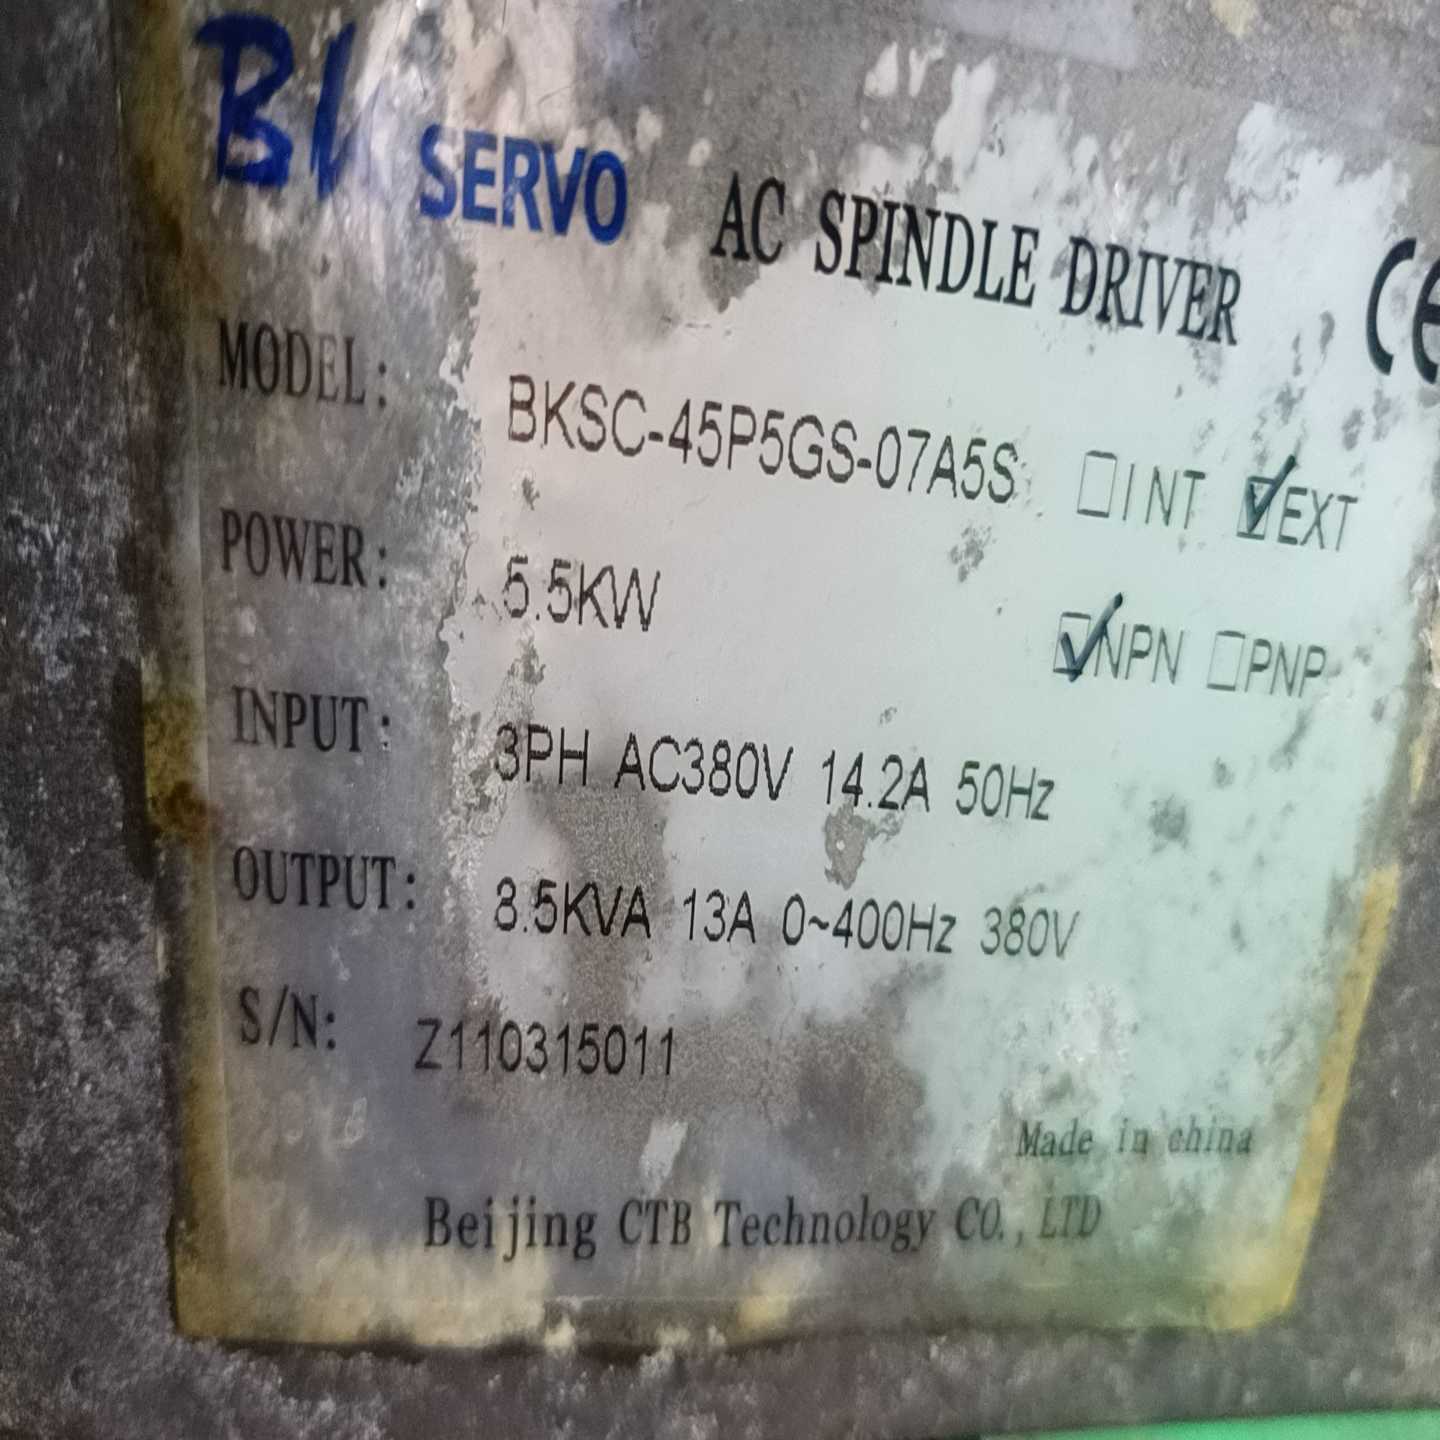 SERVO AC SPINDLE DRIVER CE
MODEL: BKSC-45P5GS-07A5S □INT ☑EXT
POWER: 5.5KW ☑NPN □PNP
INPUT: 3PH AC380V 14.2A 50Hz
OUTPUT: 8.5KVA 13A 0~400Hz 380V
S/N: Z110315011
Made in china
Beijing CTB Technology CO., LTD